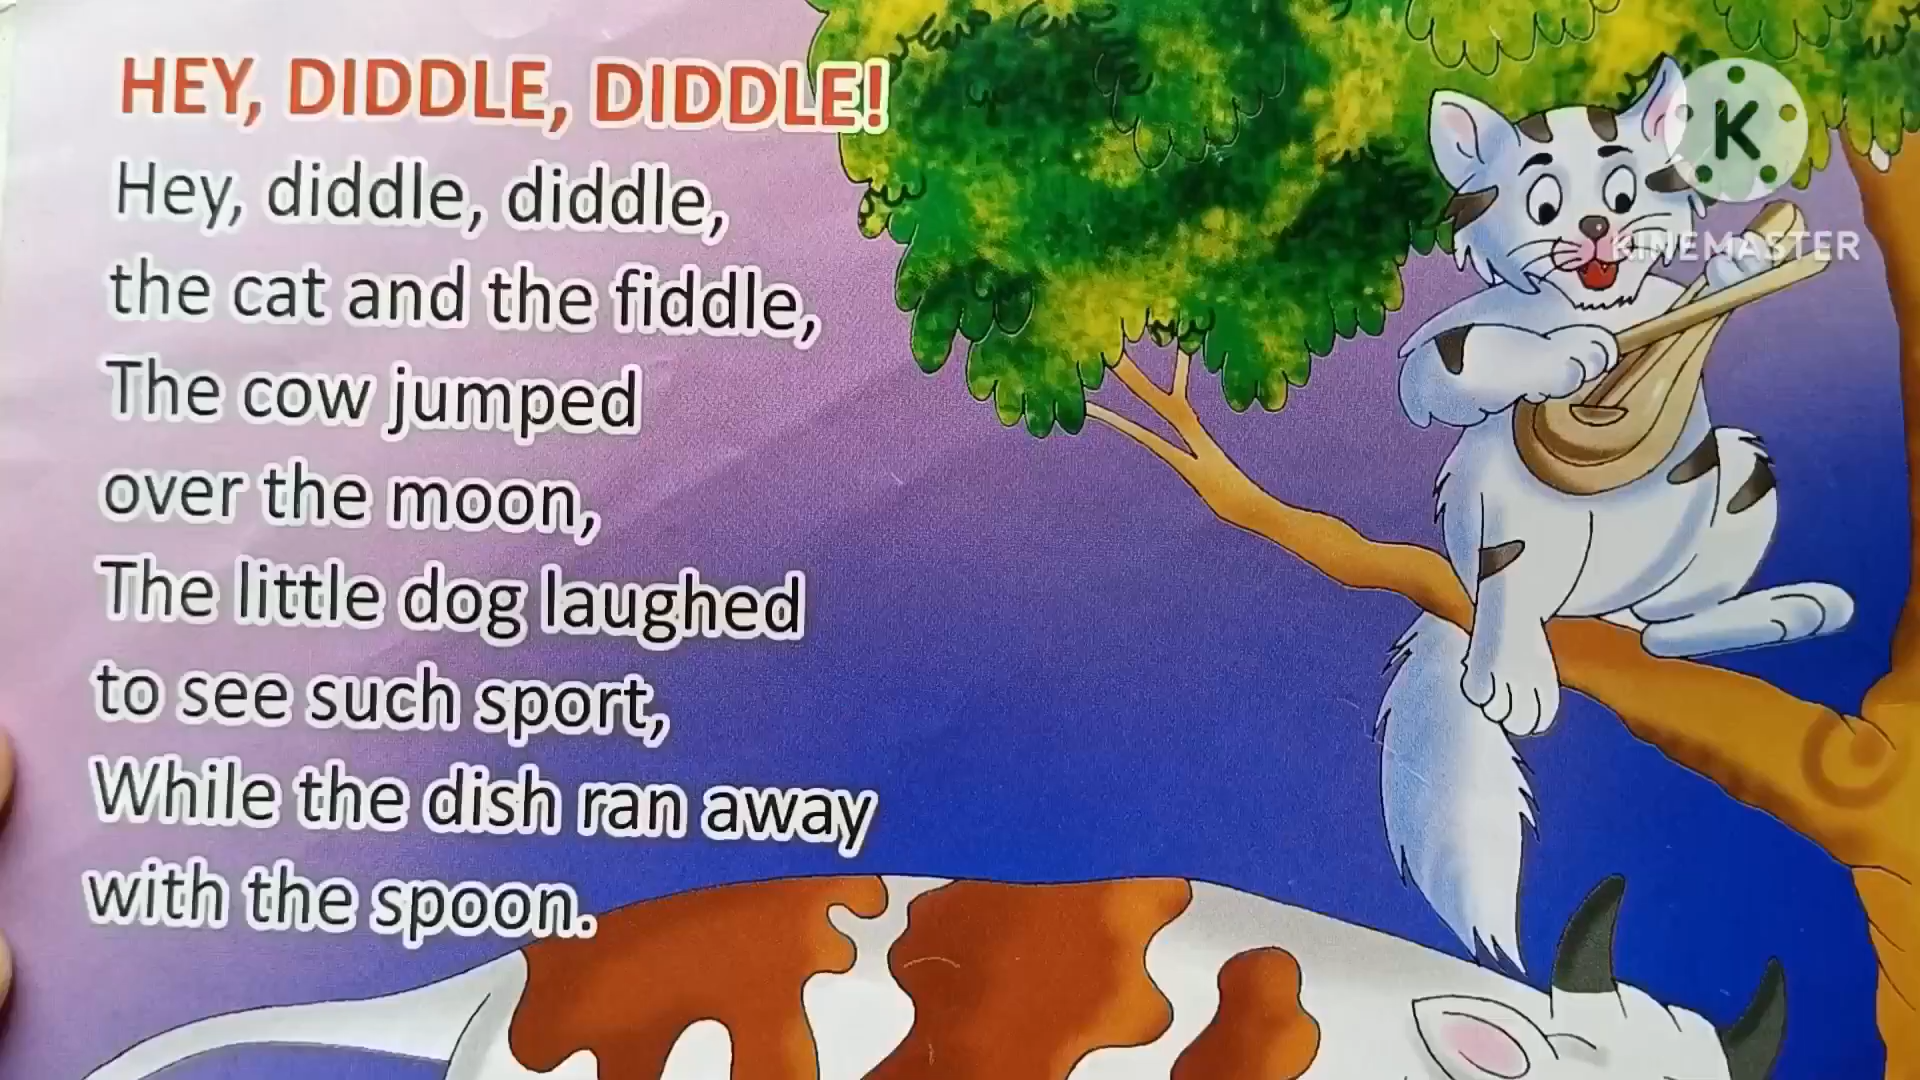 HEY, DIDDLE, DIDDLE!
Hey, diddle, diddle,
the cat and the fiddle,
The cow jumped
over the moon,
The little dog laughed
to see such sport,
While the dish ran away
with the spoon.
K
KINEMASTER